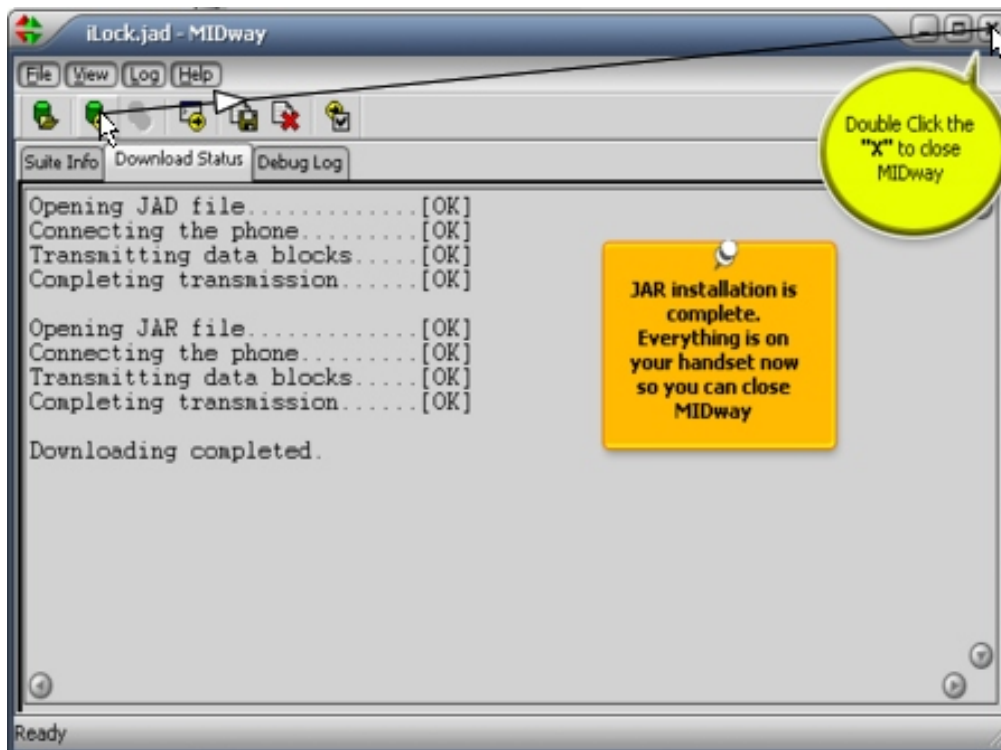 iLock.jad - MIDway
File View Log Help
Suite Info Download Status Debug Log
Double Click the
"X" to close
MIDway
Opening JAD file.............[OK]
Connecting the phone.........[OK]
Transmitting data blocks.....[OK]
Completing transmission......[OK]
Opening JAR file.............[OK]
Connecting the phone.........[OK]
Transmitting data blocks.....[OK]
Completing transmission......[OK]
Downloading completed.
JAR installation is
complete.
Everything is on
your handset now
so you can close
MIDway
Ready